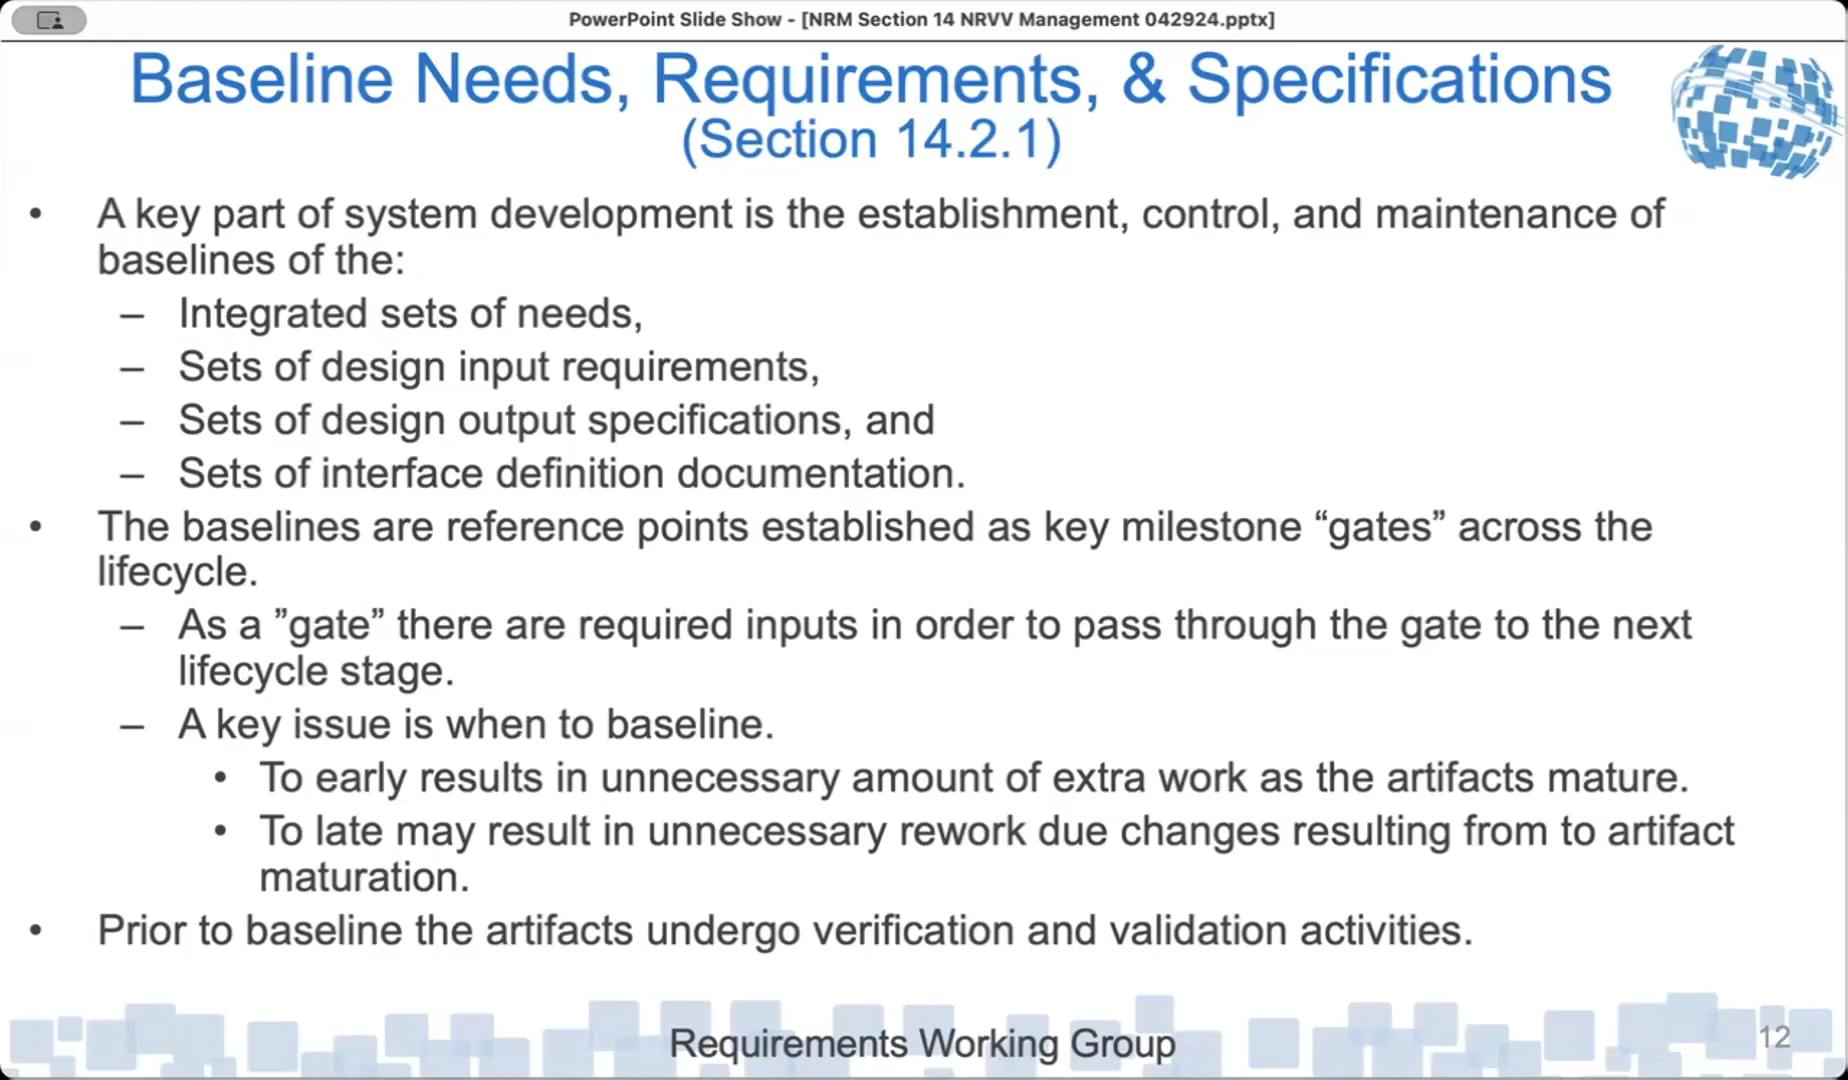 PowerPoint Slide Show - [NRM Section 14 NRVV Management 042924.pptx]
Baseline Needs, Requirements, & Specifications
(Section 14.2.1)
• A key part of system development is the establishment, control, and maintenance of
baselines of the:
– Integrated sets of needs,
– Sets of design input requirements,
– Sets of design output specifications, and
– Sets of interface definition documentation.
• The baselines are reference points established as key milestone “gates” across the
lifecycle.
– As a ”gate” there are required inputs in order to pass through the gate to the next
lifecycle stage.
– A key issue is when to baseline.
• To early results in unnecessary amount of extra work as the artifacts mature.
• To late may result in unnecessary rework due changes resulting from to artifact
maturation.
• Prior to baseline the artifacts undergo verification and validation activities.
Requirements Working Group
12